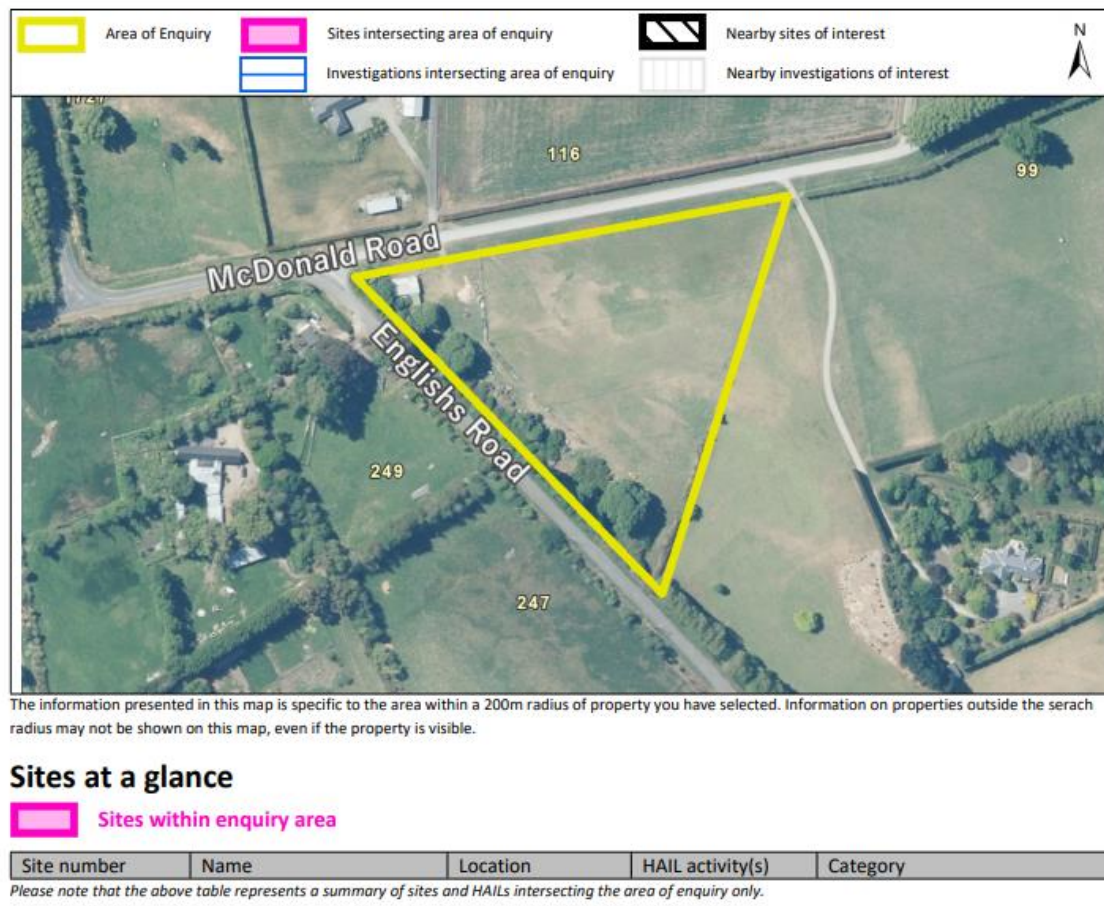 Area of Enquiry
Sites intersecting area of enquiry
Nearby sites of interest
N
Investigations intersecting area of enquiry
Nearby investigations of interest
116
99
McDonald Road
Englishs Road
249
247
The information presented in this map is specific to the area within a 200m radius of property you have selected. Information on properties outside the serach
radius may not be shown on this map, even if the property is visible.
Sites at a glance
Sites within enquiry area
Site number Name Location HAIL activity(s) Category
Please note that the above table represents a summary of sites and HAILs intersecting the area of enquiry only.